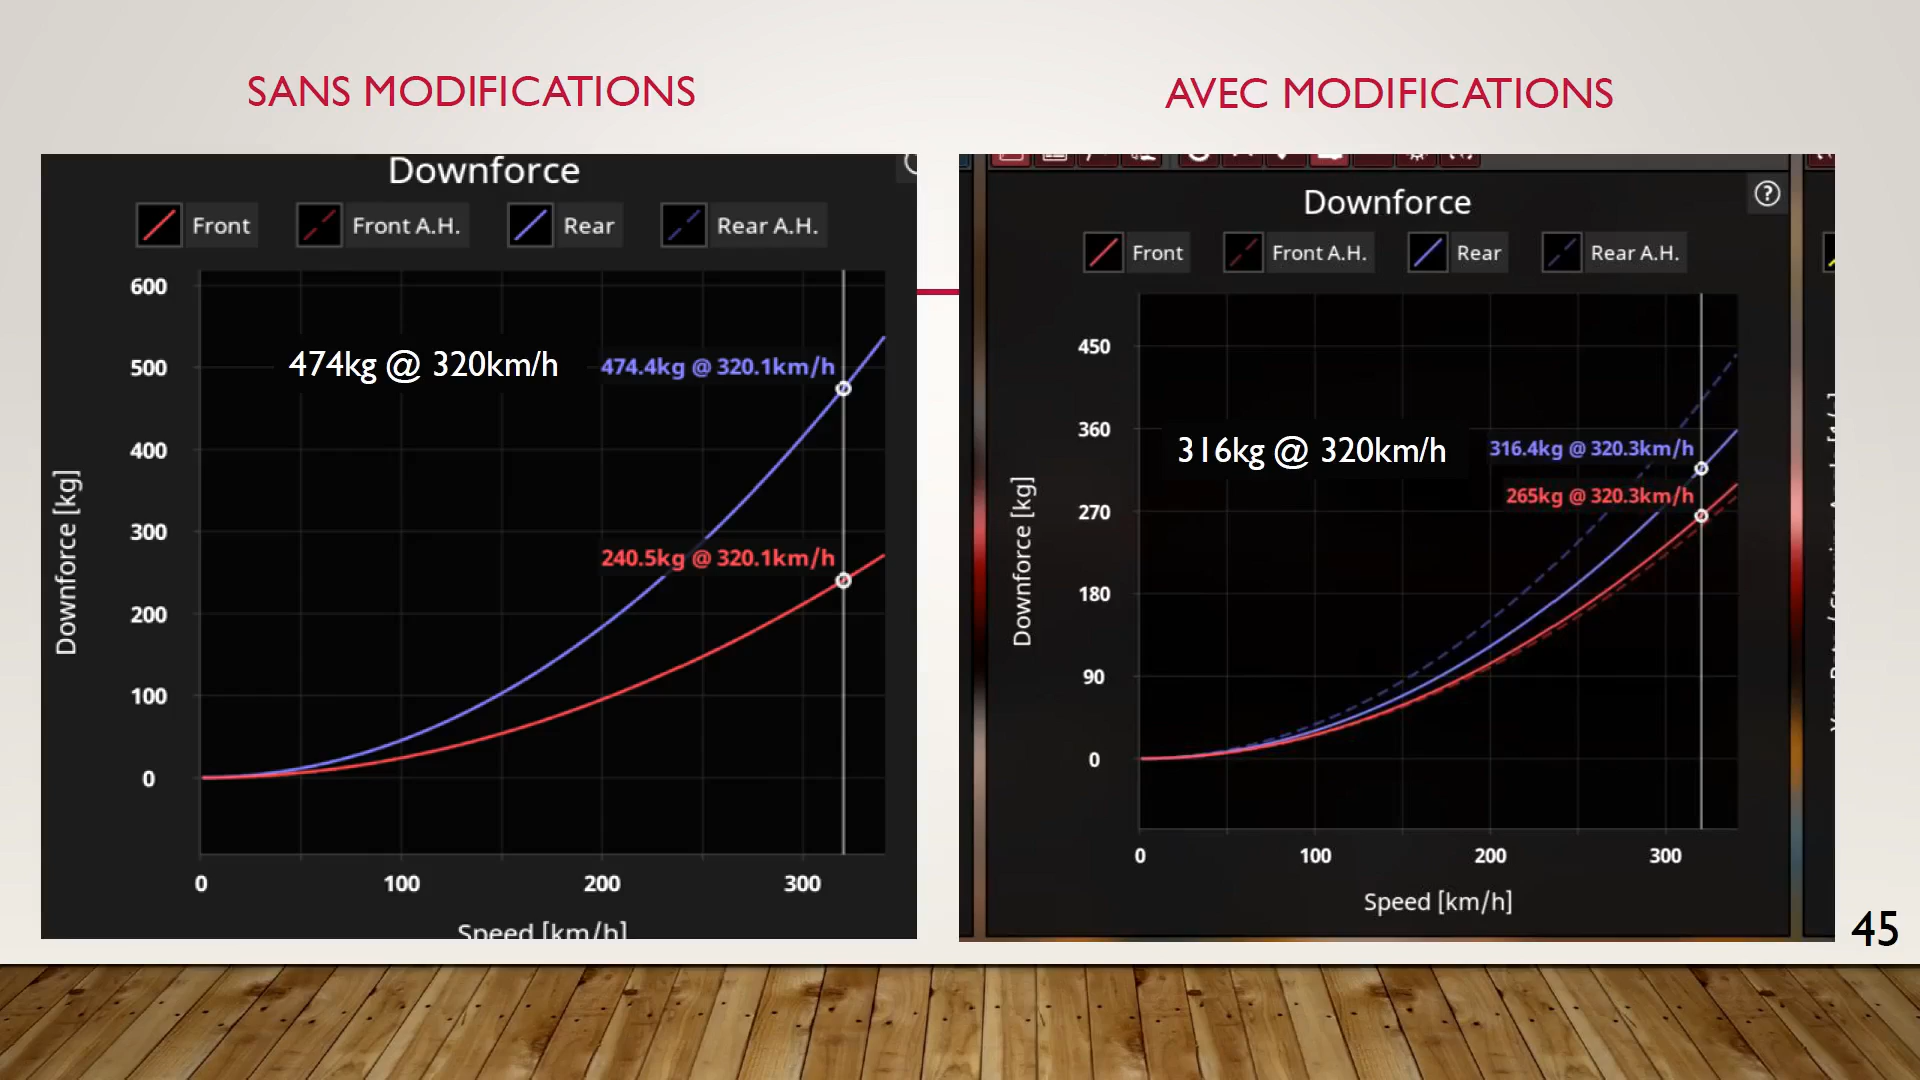 SANS MODIFICATIONS
AVEC MODIFICATIONS
Downforce
Front
Front A.H.
Rear
Rear A.H.
600
500
400
300
200
100
0
474kg @ 320km/h
474.4kg @ 320.1km/h
240.5kg @ 320.1km/h
Downforce [kg]
0
100
200
300
Speed [km/h]
Downforce
?
Front
Front A.H.
Rear
Rear A.H.
450
360
270
180
90
0
316kg @ 320km/h
316.4kg @ 320.3km/h
265kg @ 320.3km/h
Downforce [kg]
0
100
200
300
Speed [km/h]
45